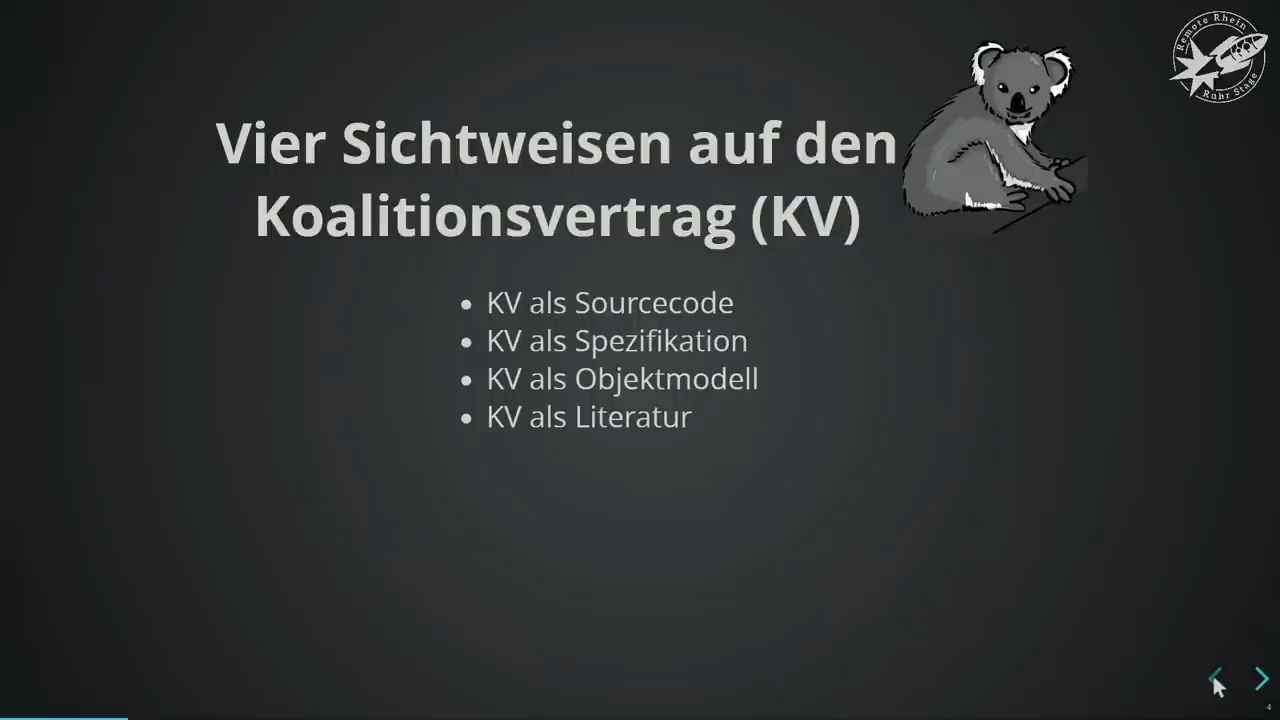 Remote Rhein
Ruhr Stage
Vier Sichtweisen auf den
Koalitionsvertrag (KV)
• KV als Sourcecode
• KV als Spezifikation
• KV als Objektmodell
• KV als Literatur
4